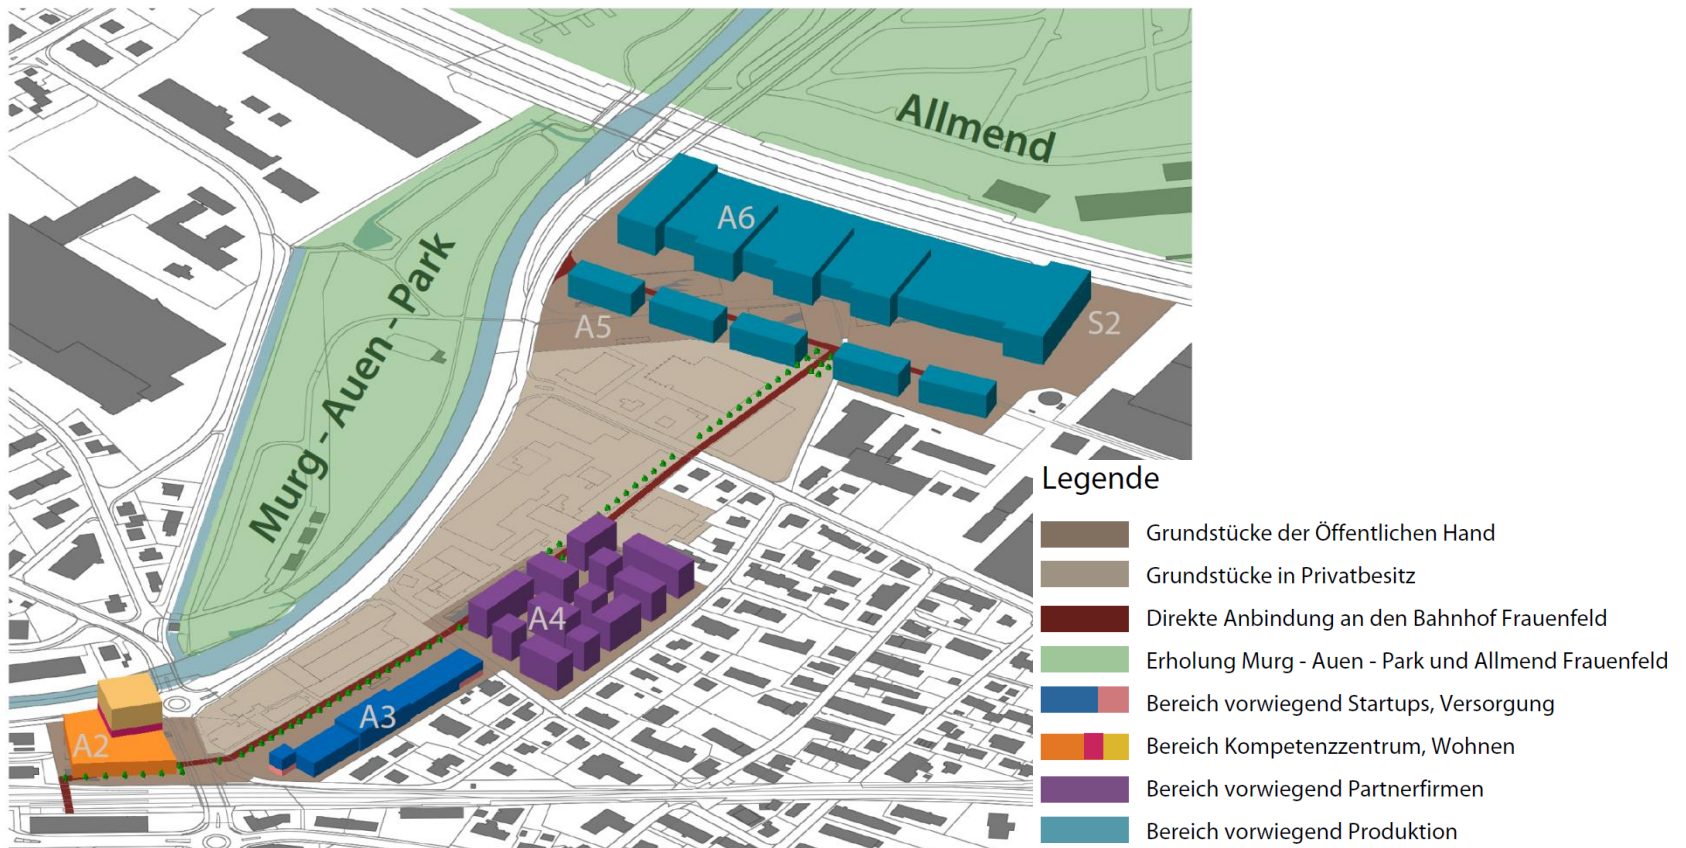 Allmend
A6
Murg - Auen - Park
A5
S2
A4
A3
A2
Legende
Grundstücke der Öffentlichen Hand
Grundstücke in Privatbesitz
Direkte Anbindung an den Bahnhof Frauenfeld
Erholung Murg - Auen - Park und Allmend Frauenfeld
Bereich vorwiegend Startups, Versorgung
Bereich Kompetenzzentrum, Wohnen
Bereich vorwiegend Partnerfirmen
Bereich vorwiegend Produktion